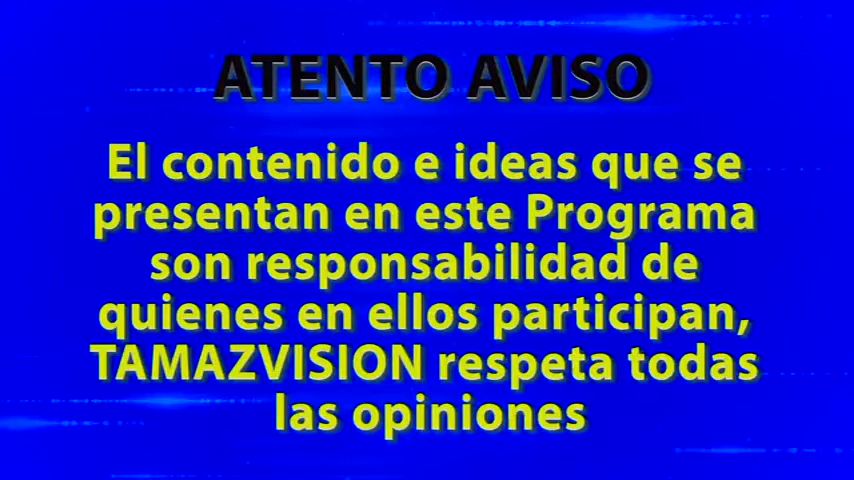 ATENTO AVISO
El contenido e ideas que se
presentan en este Programa
son responsabilidad de
quienes en ellos participan,
TAMAZVISION respeta todas
las opiniones